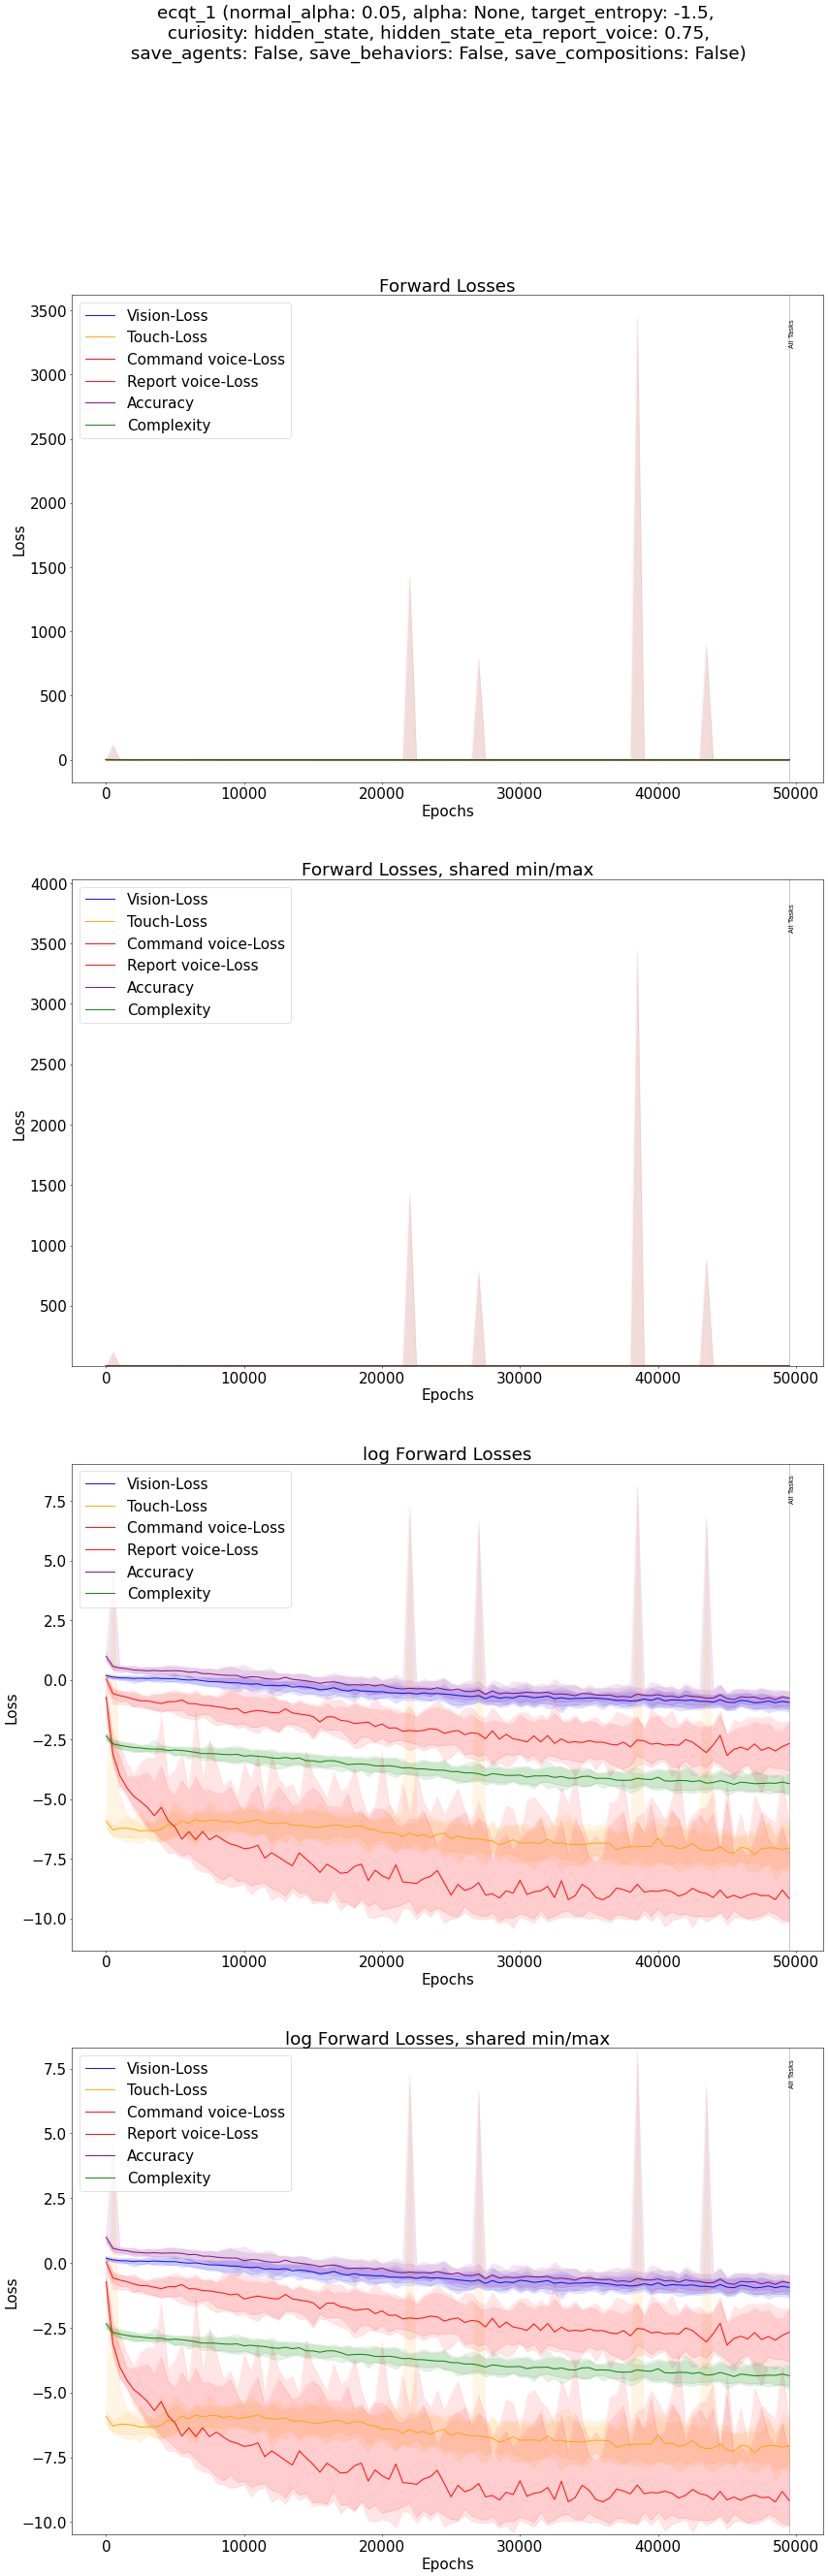 ecqt_1 (normal_alpha: 0.05, alpha: None, target_entropy: -1.5,
curiosity: hidden_state, hidden_state_eta_report_voice: 0.75,
save_agents: False, save_behaviors: False, save_compositions: False)
Forward Losses
Vision-Loss
Touch-Loss
Command voice-Loss
Report voice-Loss
Accuracy
Complexity
All Tasks
3500
3000
2500
2000
1500
1000
500
0
Loss
0 10000 20000 30000 40000 50000
Epochs
Forward Losses, shared min/max
Vision-Loss
Touch-Loss
Command voice-Loss
Report voice-Loss
Accuracy
Complexity
All Tasks
4000
3500
3000
2500
2000
1500
1000
500
Loss
0 10000 20000 30000 40000 50000
Epochs
log Forward Losses
Vision-Loss
Touch-Loss
Command voice-Loss
Report voice-Loss
Accuracy
Complexity
All Tasks
7.5
5.0
2.5
0.0
−2.5
−5.0
−7.5
−10.0
Loss
0 10000 20000 30000 40000 50000
Epochs
log Forward Losses, shared min/max
Vision-Loss
Touch-Loss
Command voice-Loss
Report voice-Loss
Accuracy
Complexity
All Tasks
7.5
5.0
2.5
0.0
−2.5
−5.0
−7.5
−10.0
Loss
0 10000 20000 30000 40000 50000
Epochs